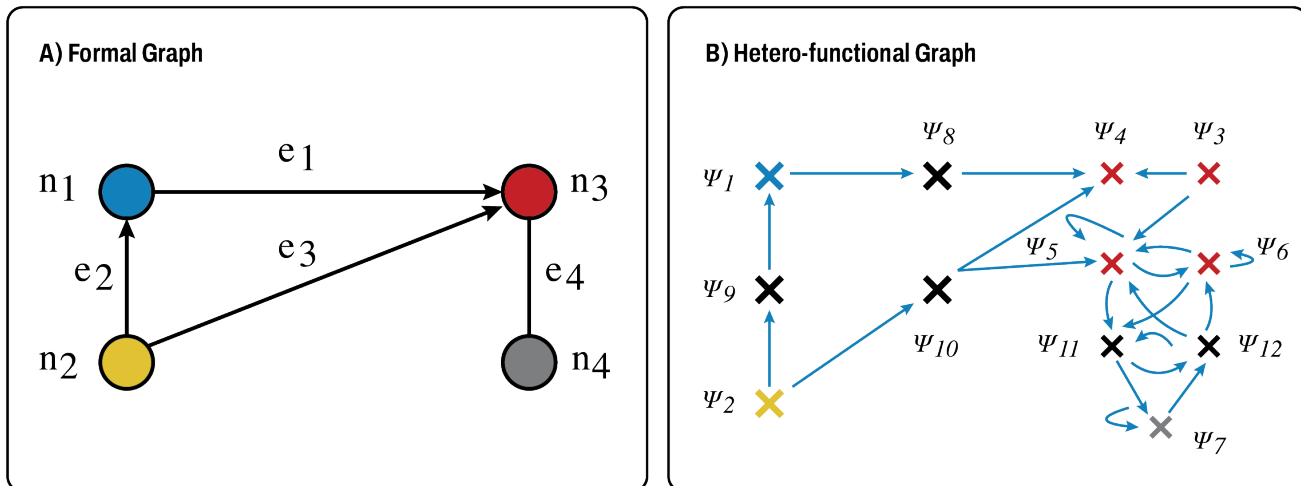 A) Formal Graph
n1
e1
n3
e2
e3
e4
n2
n4
B) Hetero-functional Graph
Ψ8
Ψ4
Ψ3
Ψ1
Ψ5
Ψ6
Ψ9
Ψ10
Ψ11
Ψ12
Ψ2
Ψ7